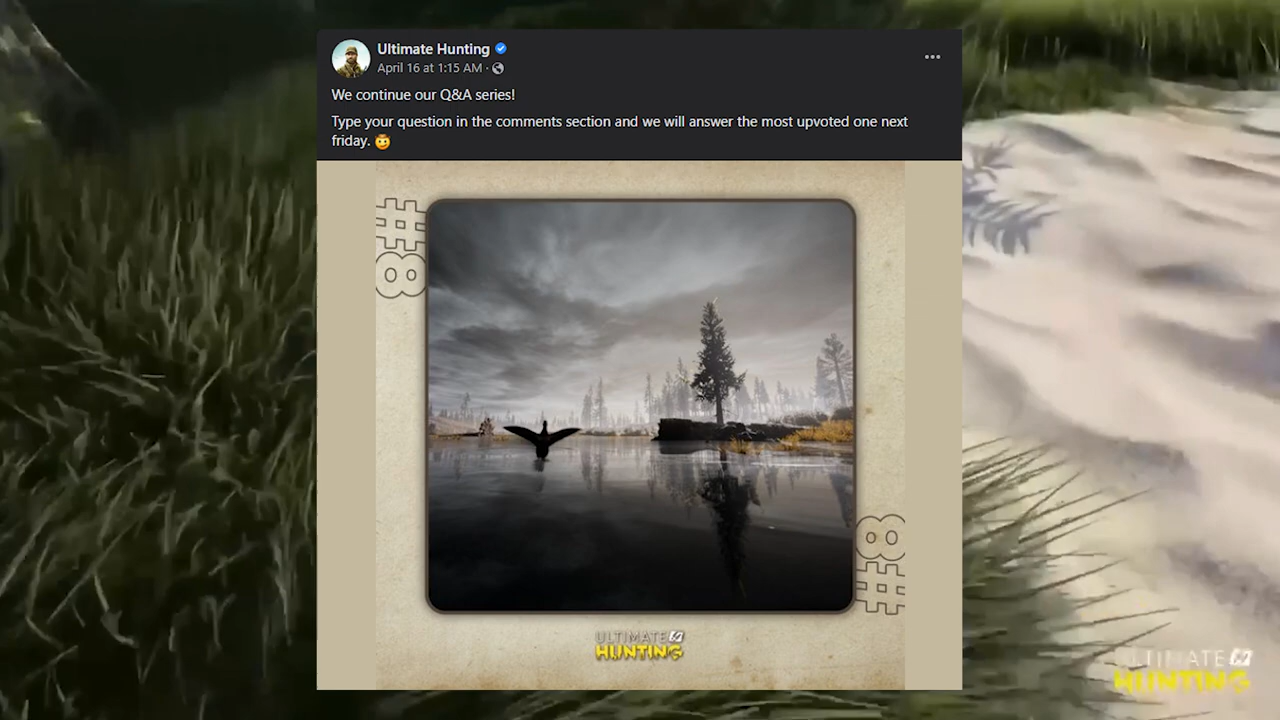 Ultimate Hunting
April 16 at 1:15 AM ·
We continue our Q&A series!
Type your question in the comments section and we will answer the most upvoted one next
friday.
#8
#8
ULTIMATE
HUNTING
ULTIMATE
HUNTING